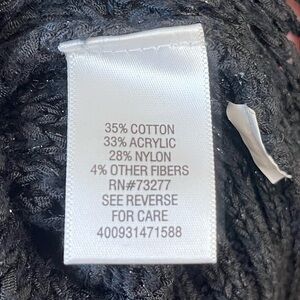 35% COTTON
33% ACRYLIC
28% NYLON
4% OTHER FIBERS
RN#73277
SEE REVERSE
FOR CARE
400931471588